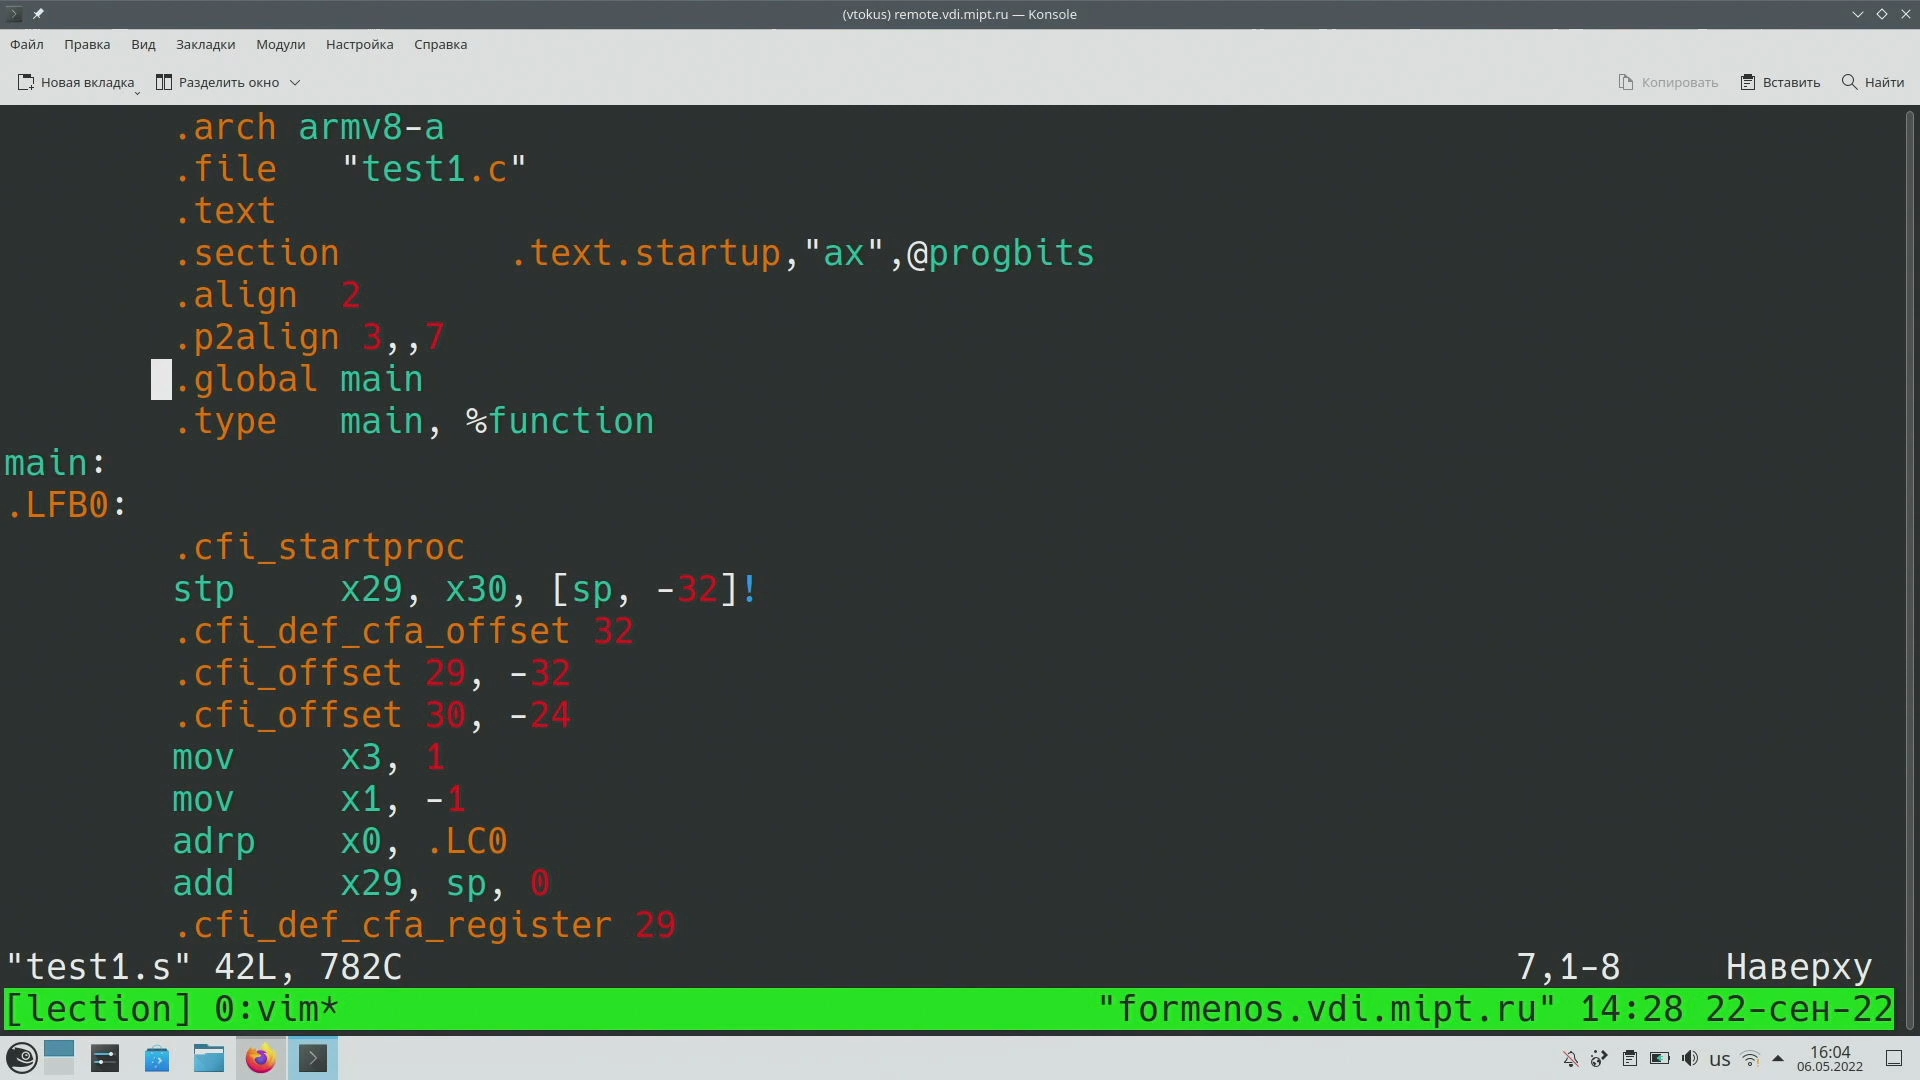 (vtokus) remote.vdi.mipt.ru — Konsole
Файл Правка Вид Закладки Модули Настройка Справка
Новая вкладка Разделить окно Копировать Вставить Найти
.arch armv8-a
.file "test1.c"
.text
.section .text.startup,"ax",@progbits
.align 2
.p2align 3,,7
.global main
.type main, %function
main:
.LFB0:
.cfi_startproc
stp x29, x30, [sp, -32]!
.cfi_def_cfa_offset 32
.cfi_offset 29, -32
.cfi_offset 30, -24
mov x3, 1
mov x1, -1
adrp x0, .LC0
add x29, sp, 0
.cfi_def_cfa_register 29
"test1.s" 42L, 782C 7,1-8 Наверху
[lection] 0:vim* "formenos.vdi.mipt.ru" 14:28 22-сен-22
us 16:04
06.05.2022